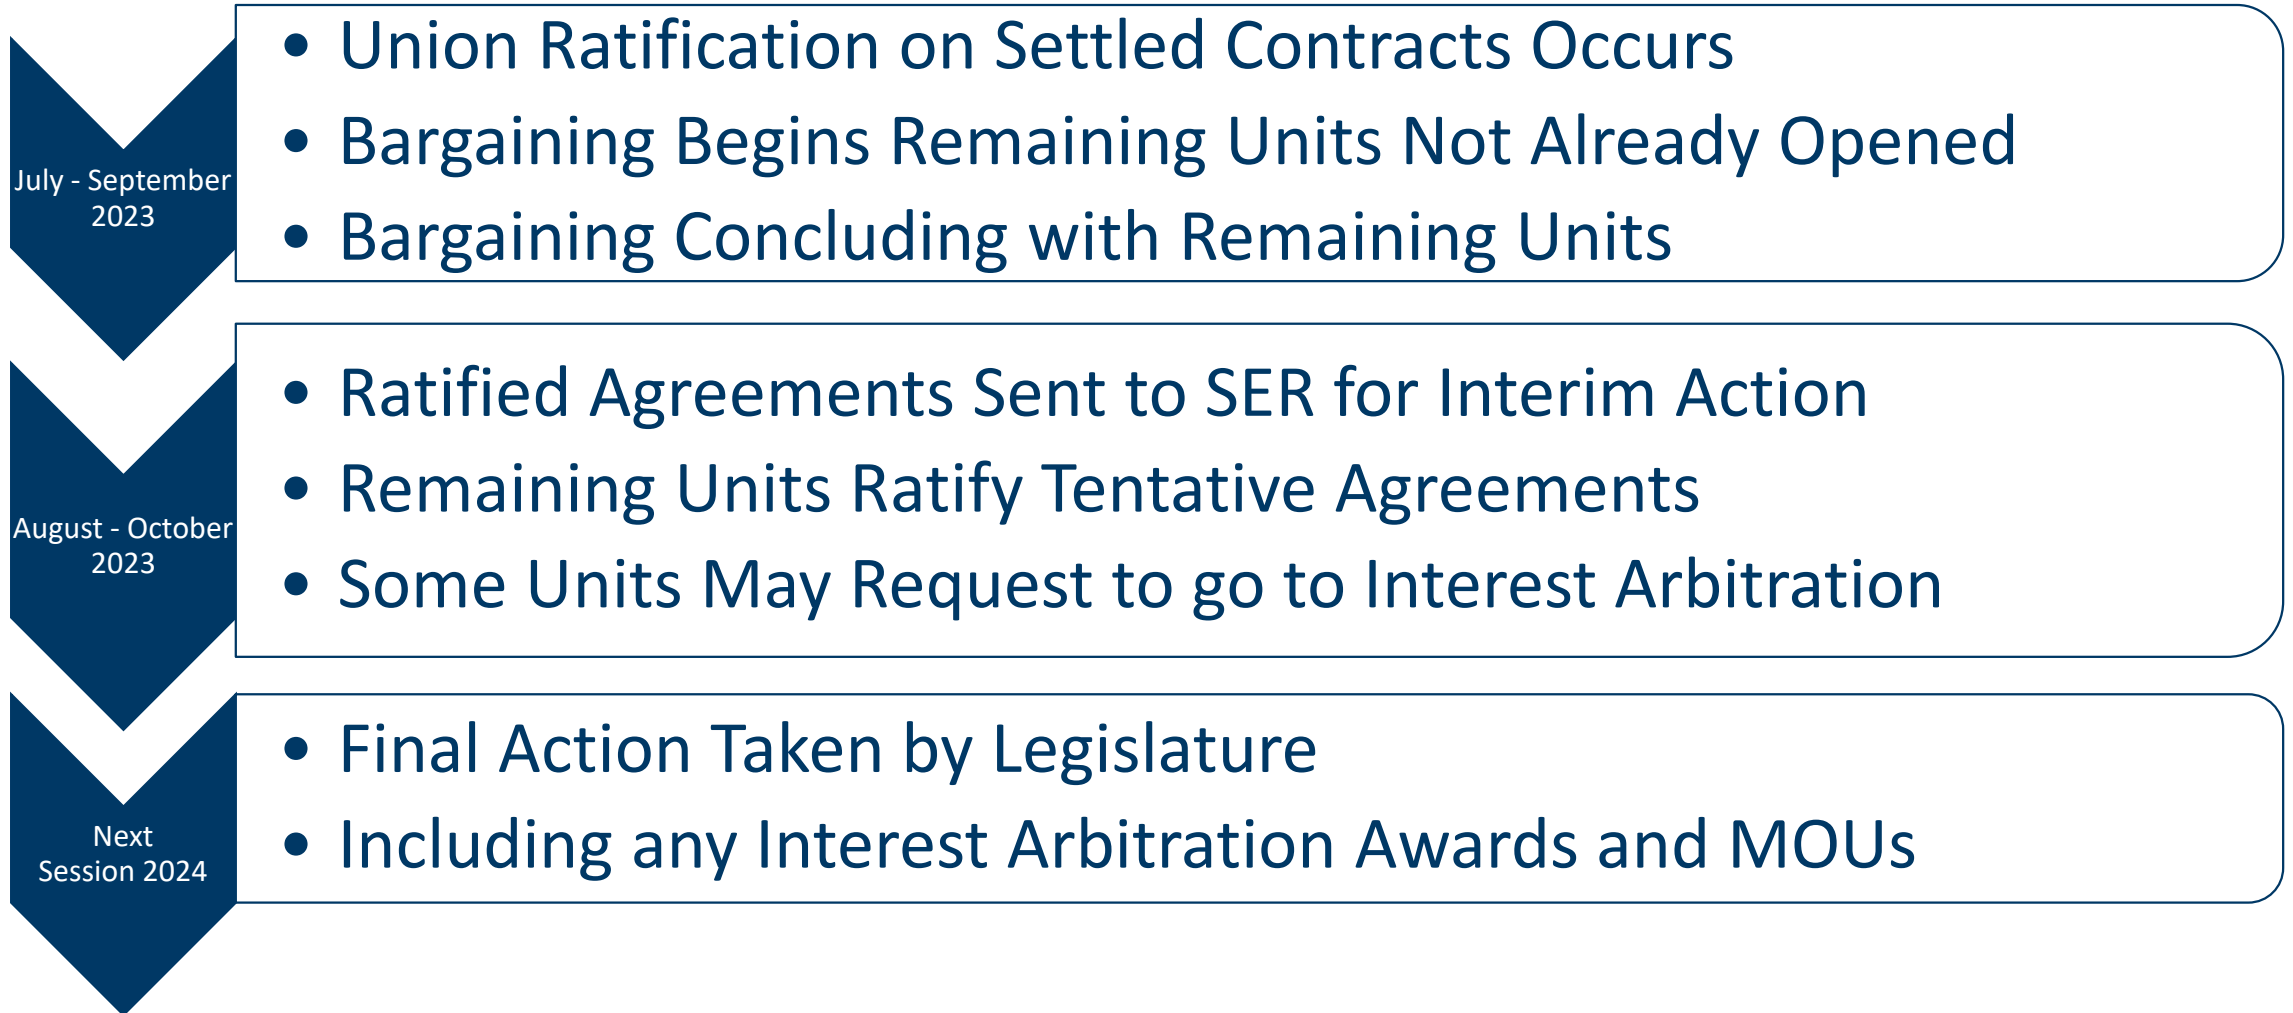 July - September
2023
• Union Ratification on Settled Contracts Occurs
• Bargaining Begins Remaining Units Not Already Opened
• Bargaining Concluding with Remaining Units
August - October
2023
• Ratified Agreements Sent to SER for Interim Action
• Remaining Units Ratify Tentative Agreements
• Some Units May Request to go to Interest Arbitration
Next
Session 2024
• Final Action Taken by Legislature
• Including any Interest Arbitration Awards and MOUs